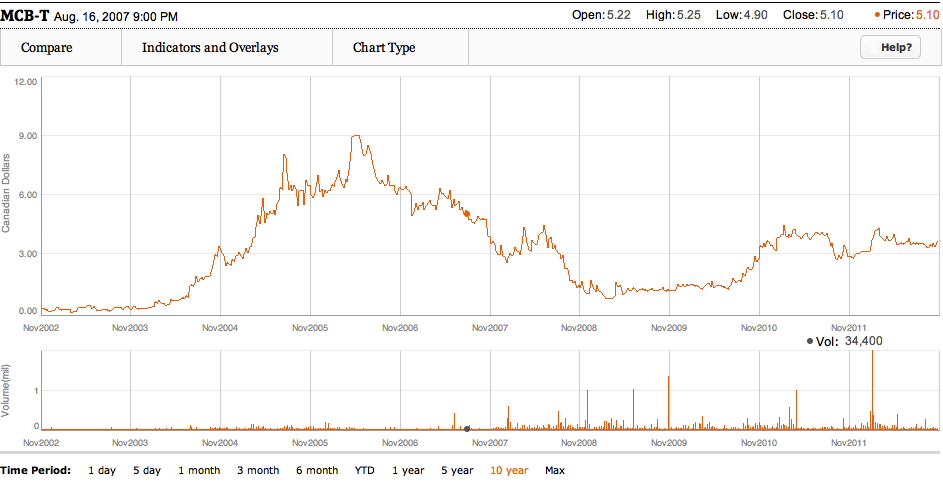 MCB-T Aug. 16, 2007 9:00 PM Open: 5.22 High: 5.25 Low: 4.90 Close: 5.10 Price: 5.10
Compare Indicators and Overlays Chart Type Help?
12.00
9.00
6.00
3.00
0.00
Canadian Dollars
Nov2002 Nov2003 Nov2004 Nov2005 Nov2006 Nov2007 Nov2008 Nov2009 Nov2010 Nov2011
Vol: 34,400
1
0
Volume(mil)
Nov2002 Nov2003 Nov2004 Nov2005 Nov2006 Nov2007 Nov2008 Nov2009 Nov2010 Nov2011
Time Period: 1 day 5 day 1 month 3 month 6 month YTD 1 year 5 year 10 year Max